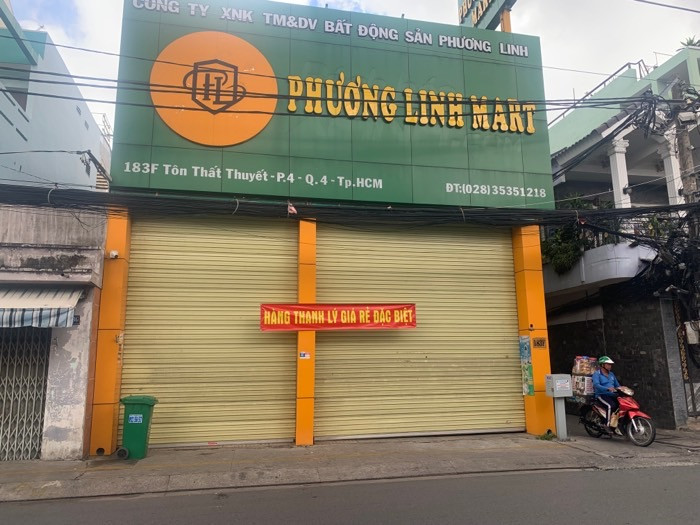 CÔNG TY XNK TM&DV BẤT ĐỘNG SẢN PHƯƠNG LINH
MART
PHƯƠNG LINH MART
183F Tôn Thất Thuyết - P.4 - Q.4 - Tp.HCM
ĐT:(028)35351218
HÀNG THANH LÝ GIÁ RẺ ĐẶC BIỆT